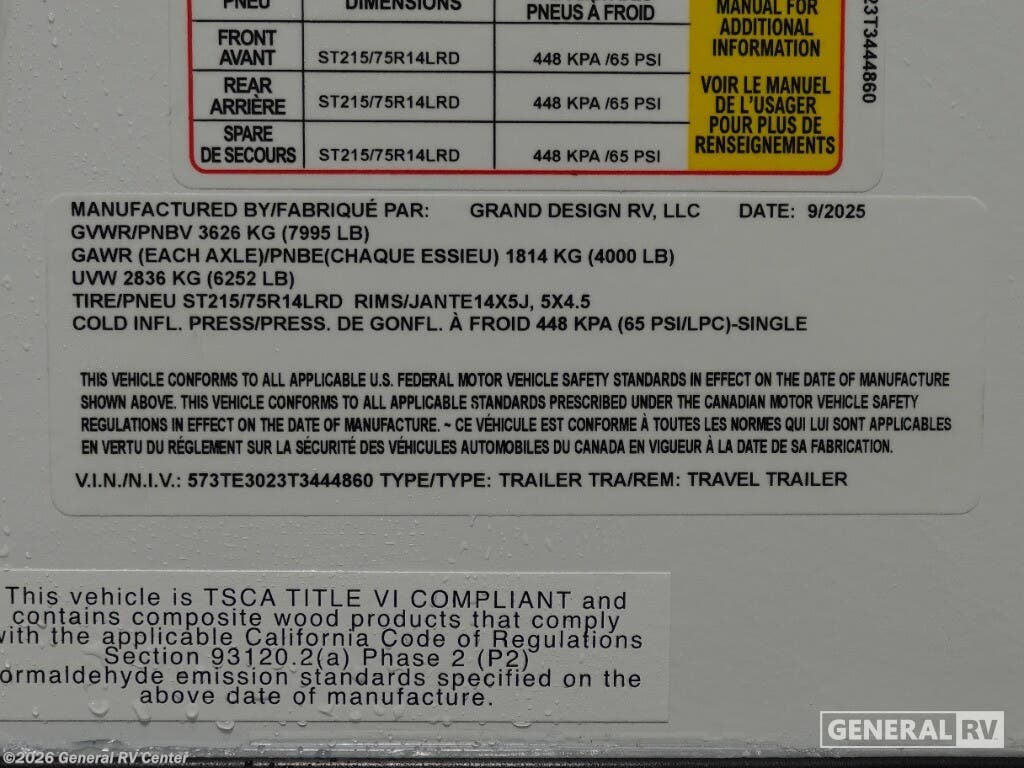 PNEU DIMENSIONS PNEUS À FROID
FRONT AVANT ST215/75R14LRD 448 KPA /65 PSI
REAR ARRIÈRE ST215/75R14LRD 448 KPA /65 PSI
SPARE DE SECOURS ST215/75R14LRD 448 KPA /65 PSI
MANUAL FOR
ADDITIONAL
INFORMATION
VOIR LE MANUEL
DE L'USAGER
POUR PLUS DE
RENSEIGNEMENTS
23T3444860
MANUFACTURED BY/FABRIQUÉ PAR: GRAND DESIGN RV, LLC DATE: 9/2025
GVWR/PNBV 3626 KG (7995 LB)
GAWR (EACH AXLE)/PNBE(CHAQUE ESSIEU) 1814 KG (4000 LB)
UVW 2836 KG (6252 LB)
TIRE/PNEU ST215/75R14LRD RIMS/JANTE14X5J, 5X4.5
COLD INFL. PRESS/PRESS. DE GONFL. À FROID 448 KPA (65 PSI/LPC)-SINGLE
THIS VEHICLE CONFORMS TO ALL APPLICABLE U.S. FEDERAL MOTOR VEHICLE SAFETY STANDARDS IN EFFECT ON THE DATE OF MANUFACTURE
SHOWN ABOVE. THIS VEHICLE CONFORMS TO ALL APPLICABLE STANDARDS PRESCRIBED UNDER THE CANADIAN MOTOR VEHICLE SAFETY
REGULATIONS IN EFFECT ON THE DATE OF MANUFACTURE. ~ CE VÉHICULE EST CONFORME À TOUTES LES NORMES QUI LUI SONT APPLICABLES
EN VERTU DU RÉGLEMENT SUR LA SÉCURITÉ DES VÉHICULES AUTOMOBILES DU CANADA EN VIGUEUR À LA DATE DE SA FABRICATION.
V.I.N./N.I.V.: 573TE3023T3444860 TYPE/TYPE: TRAILER TRA/REM: TRAVEL TRAILER
This vehicle is TSCA TITLE VI COMPLIANT and
contains composite wood products that comply
with the applicable California Code of Regulations
Section 93120.2(a) Phase 2 (P2)
ormaldehyde emission standards specified on the
above date of manufacture.
GENERAL RV
©2026 General RV Center